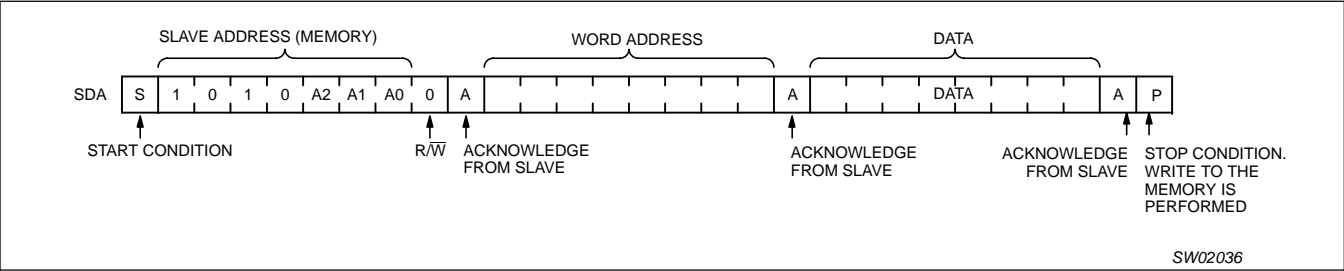 SLAVE ADDRESS (MEMORY) WORD ADDRESS DATA
SDA S 1 0 1 0 A2 A1 A0 0 A A DATA A P
START CONDITION
R/W̅
ACKNOWLEDGE
FROM SLAVE
ACKNOWLEDGE
FROM SLAVE
ACKNOWLEDGE
FROM SLAVE
STOP CONDITION.
WRITE TO THE
MEMORY IS
PERFORMED
SW02036